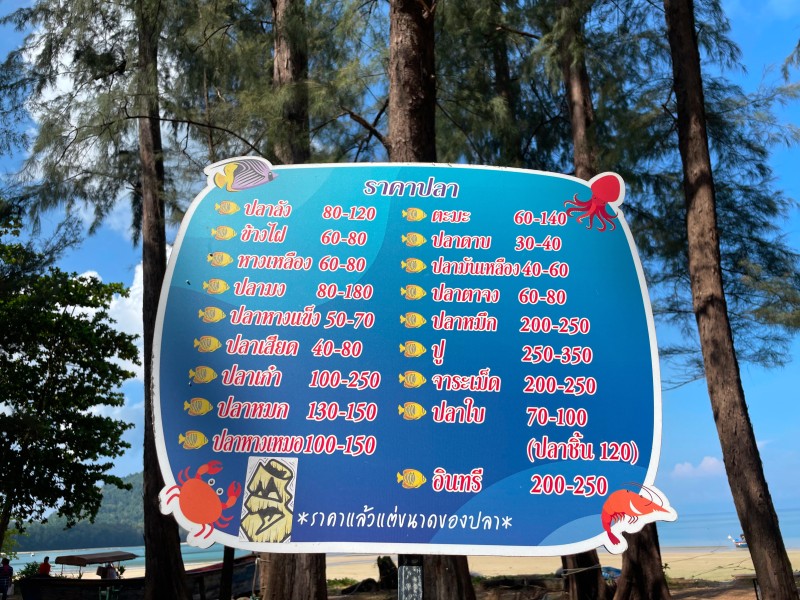 ราคาปลา
ปลาลัง 80-120
ข้างไฝ 60-80
หางเหลือง 60-80
ปลามง 80-180
ปลาหางแข็ง 50-70
ปลาเสียด 40-80
ปลาเก๋า 100-250
ปลาหมก 130-150
ปลาหางเหมอ 100-150
ตะมะ 60-140
ปลาดาบ 30-40
ปลามันเหลือง 40-60
ปลาตาจง 60-80
ปลาหมึก 200-250
ปู 250-350
จาระเม็ด 200-250
ปลาใบ 70-100
(ปลาชิ้น 120)
อินทรี 200-250
*ราคาแล้วแต่ขนาดของปลา*